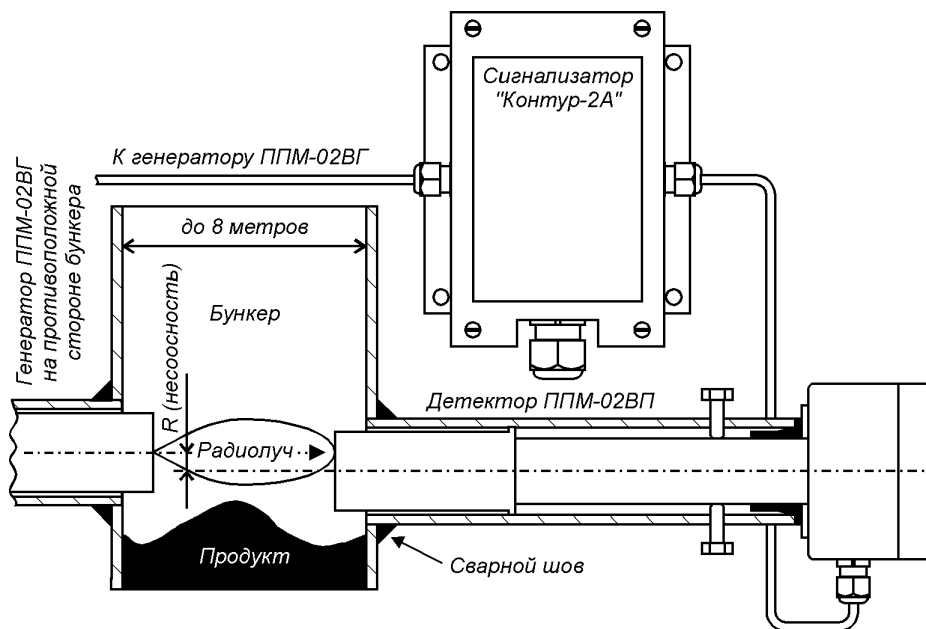 Сигнализатор
"Контур-2А"
К генератору ППМ-02ВГ
Генератор ППМ-02ВГ
на противоположной
стороне бункера
до 8 метров
R (несоосность)
Бункер
Детектор ППМ-02ВП
Радиолуч
Продукт
Сварной шов